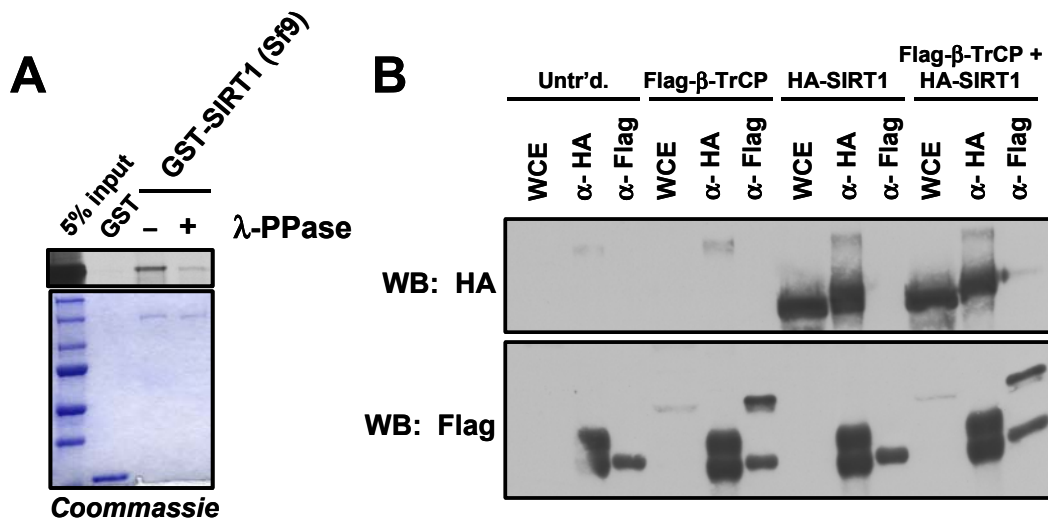 A
GST-SIRT1 (Sf9)
5% input
GST
–
+
λ-PPase
Coommassie
B
Untr’d.
Flag-β-TrCP
HA-SIRT1
Flag-β-TrCP +
HA-SIRT1
WCE
α- HA
α- Flag
WCE
α- HA
α- Flag
WCE
α- HA
α- Flag
WCE
α- HA
α- Flag
WB: HA
WB: Flag